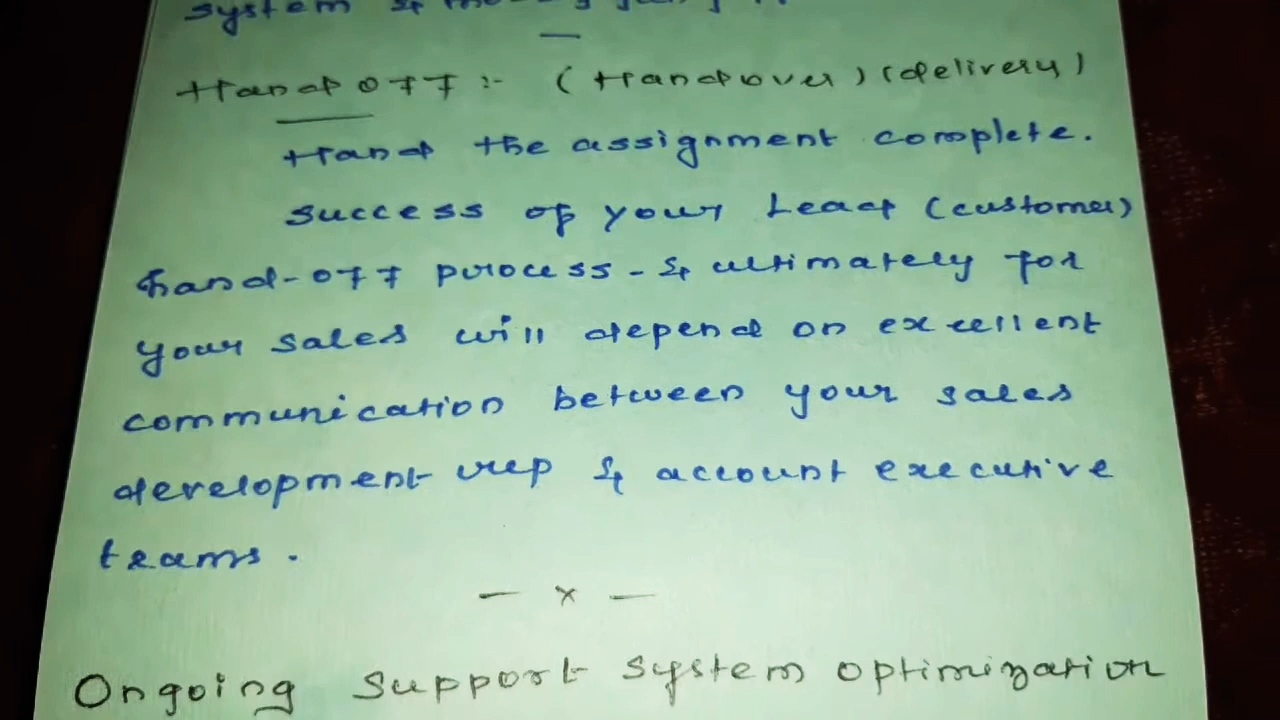 system &
Hand off :- (Handover) (delivery)
Hand the assignment complete.
success of your Lead (customer)
hand-off process - & ultimately for
your sales will depend on excellent
communication between your sales
development rep & account executive
teams.
— x —
Ongoing support system optimization